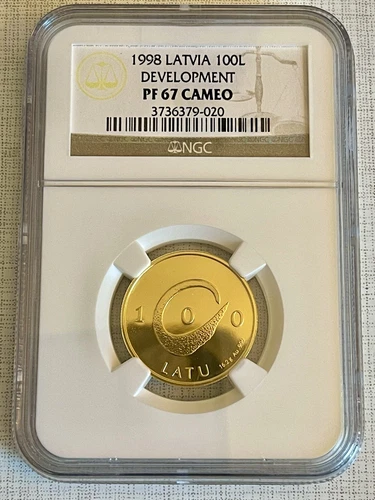 1998 LATVIA 100L
DEVELOPMENT
PF 67 CAMEO
3736379-020
NGC
1 0 0
LATU